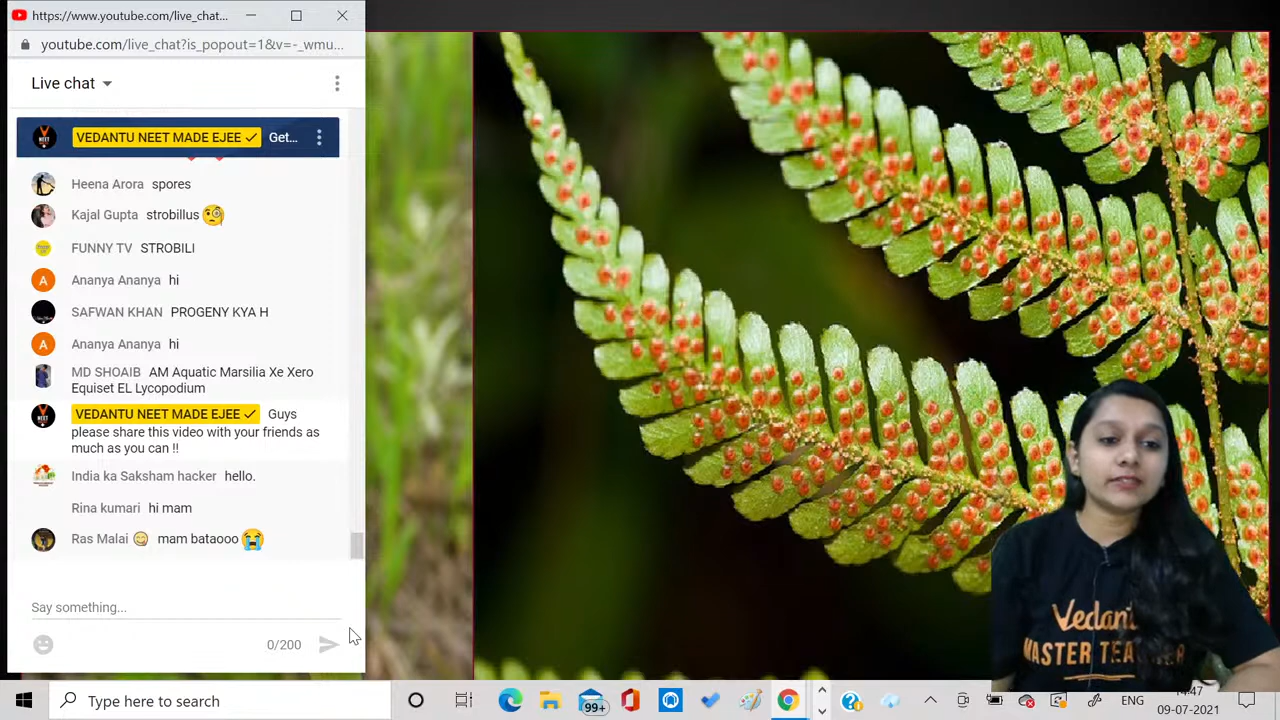 https://www.youtube.com/live_chat...
youtube.com/live_chat?is_popout=1&v=-_wmu...
Live chat
VEDANTU NEET MADE EJEE Get...
Heena Arora spores
Kajal Gupta strobillus
FUNNY TV STROBILI
Ananya Ananya hi
SAFWAN KHAN PROGENY KYA H
Ananya Ananya hi
MD SHOAIB AM Aquatic Marsilia Xe Xero
Equiset EL Lycopodium
VEDANTU NEET MADE EJEE Guys
please share this video with your friends as
much as you can !!
India ka Saksham hacker hello.
Rina kumari hi mam
Ras Malai 😋 mam bataooo 😭
Say something...
0/200
Vedant
MASTER TEACHER
Type here to search
99+
ENG
14:47
09-07-2021